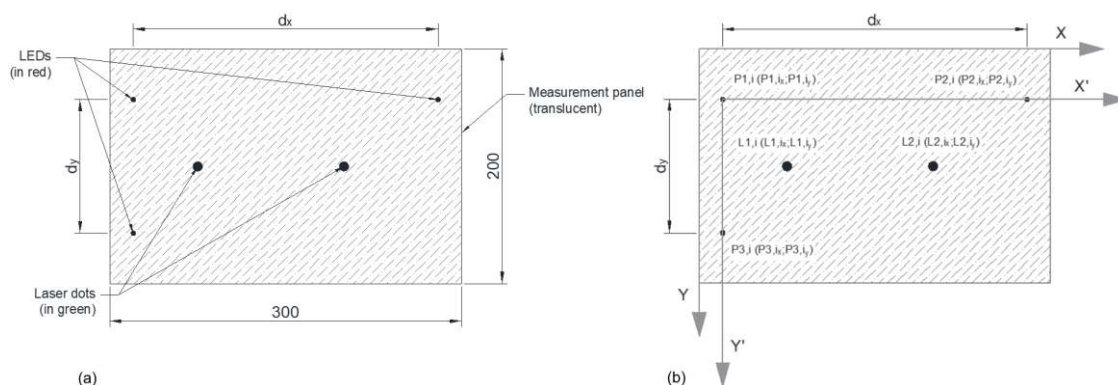 dx
LEDs
(in red)
Measurement panel
(translucent)
dy
200
Laser dots
(in green)
300
(a)
dx
X
P1,i (P1,ix;P1,iy)
P2,i (P2,ix;P2,iy)
X'
L1,i (L1,ix;L1,iy)
L2,i (L2,ix;L2,iy)
dy
P3,i (P3,ix;P3,iy)
Y
Y'
(b)